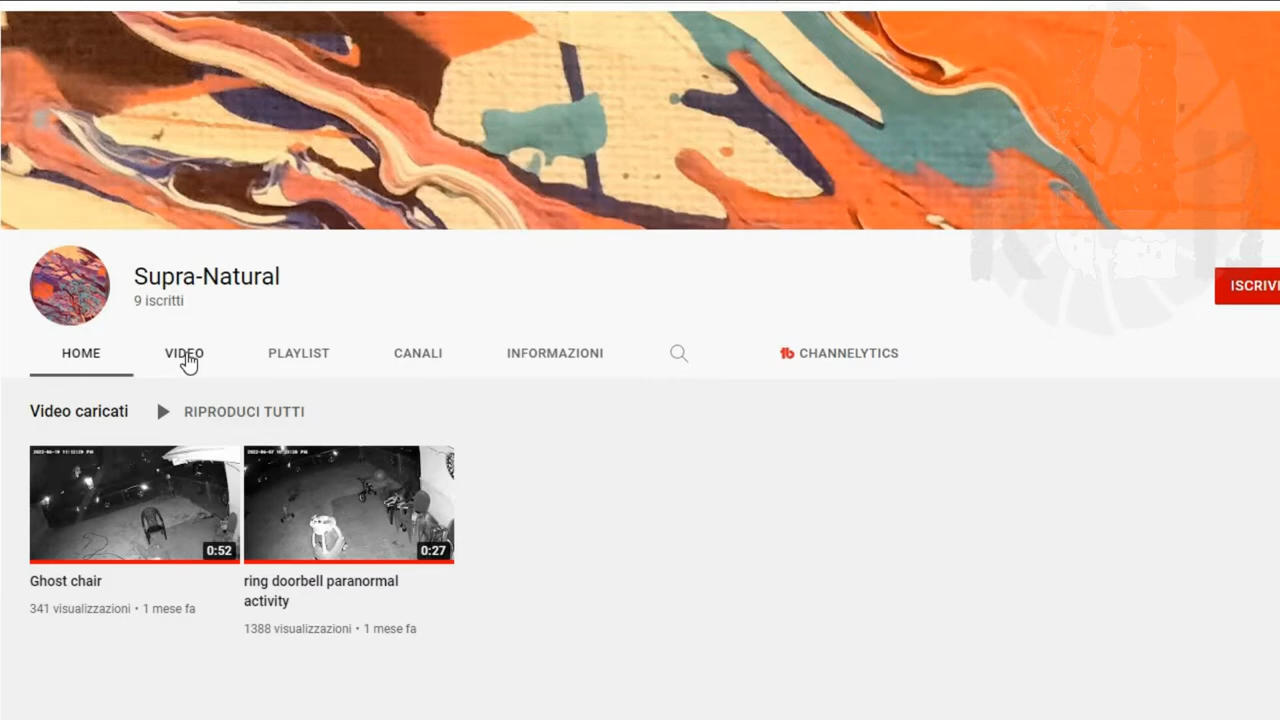 Supra-Natural
9 iscritti
ISCRIVI
HOME VIDEO PLAYLIST CANALI INFORMAZIONI CHANNELYTICS
Video caricati RIPRODUCI TUTTI
0:52 0:27
Ghost chair
341 visualizzazioni • 1 mese fa
ring doorbell paranormal
activity
1388 visualizzazioni • 1 mese fa